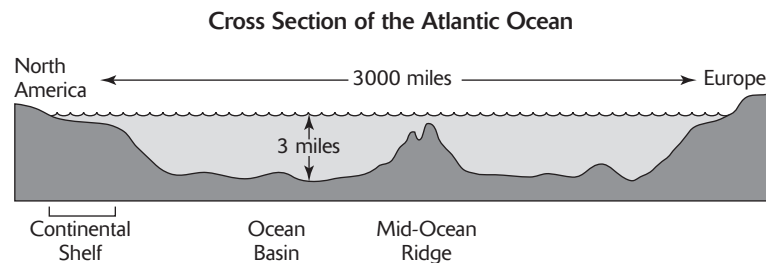 Cross Section of the Atlantic Ocean
North
America
3000 miles
Europe
3 miles
Continental
Shelf
Ocean
Basin
Mid-Ocean
Ridge